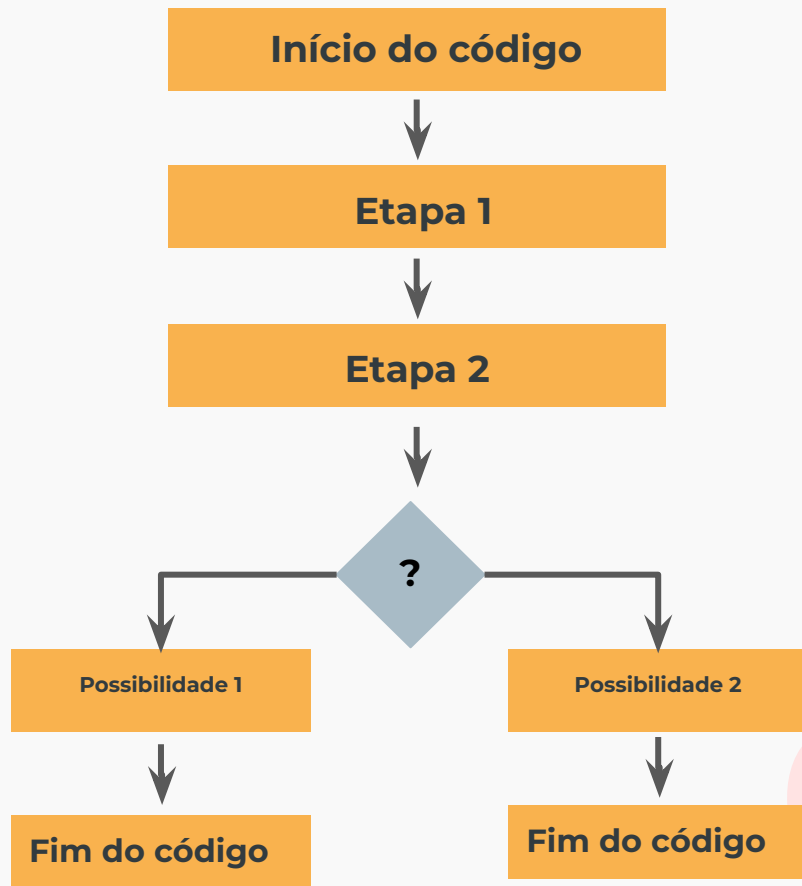 Início do código
Etapa 1
Etapa 2
?
Possibilidade 1
Possibilidade 2
Fim do código
Fim do código